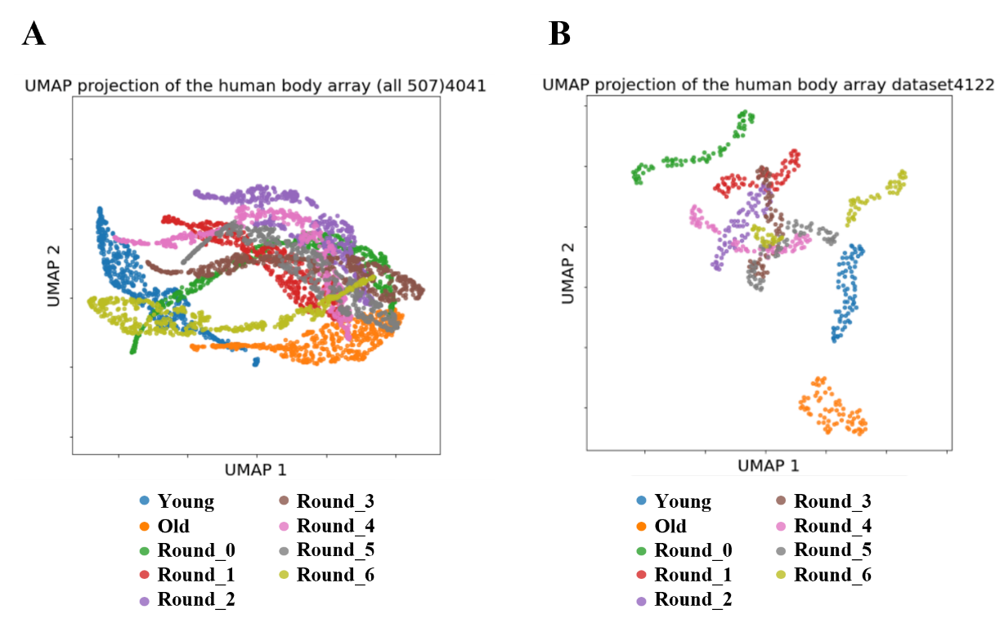 A
B
UMAP projection of the human body array (all 507)4041
UMAP projection of the human body array dataset4122
UMAP 2
UMAP 2
UMAP 1
UMAP 1
Young
Old
Round_0
Round_1
Round_2
Round_3
Round_4
Round_5
Round_6
Young
Old
Round_0
Round_1
Round_2
Round_3
Round_4
Round_5
Round_6